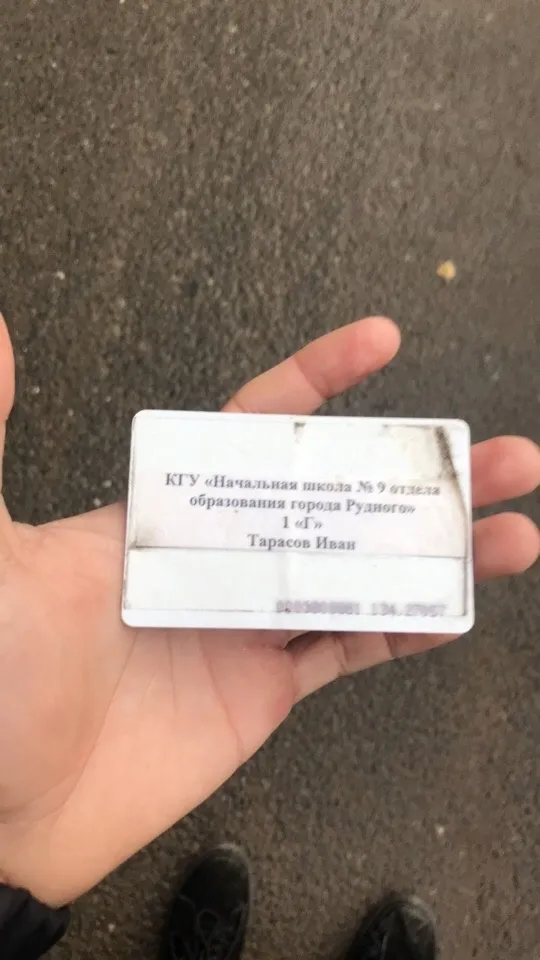 КГУ «Начальная школа № 9 отдела
образования города Рудного»
1 «Г»
Тарасов Иван